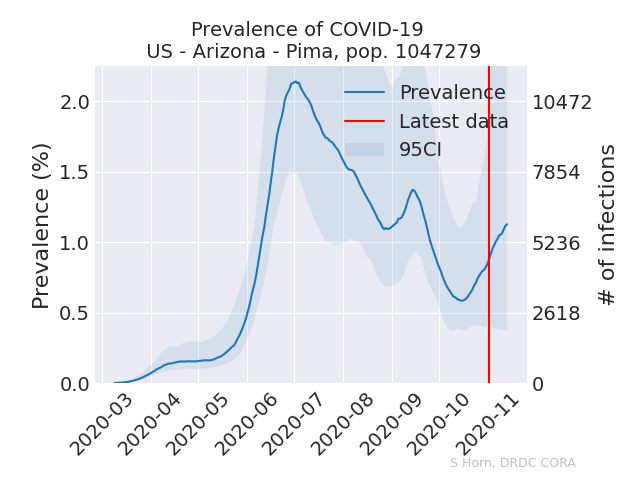 Prevalence of COVID-19
US - Arizona - Pima, pop. 1047279
Prevalence (%)
2.0
1.5
1.0
0.5
0.0
Prevalence
Latest data
95CI
10472
7854
5236
2618
0
# of infections
2020-03
2020-04
2020-05
2020-06
2020-07
2020-08
2020-09
2020-10
2020-11
S Horn, DRDC CORA